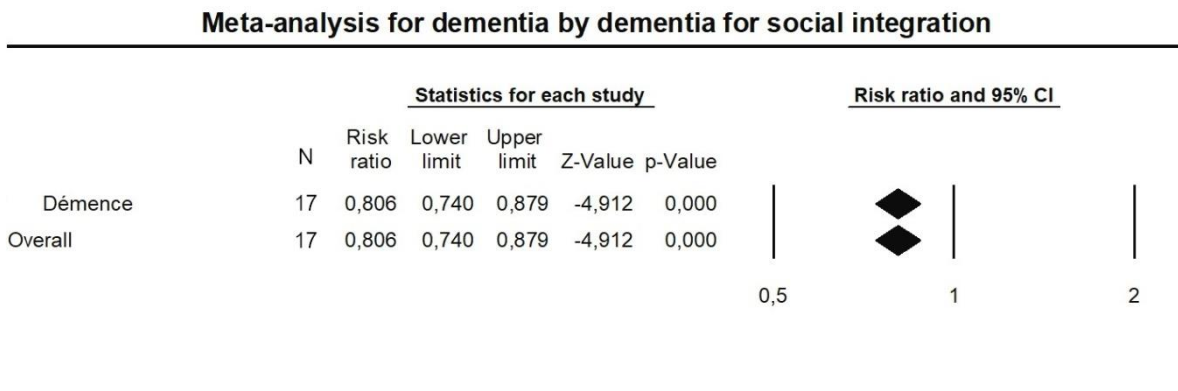 Meta-analysis for dementia by dementia for social integration
Statistics for each study Risk ratio and 95% CI
N Risk ratio Lower limit Upper limit Z-Value p-Value
Démence 17 0,806 0,740 0,879 -4,912 0,000
Overall 17 0,806 0,740 0,879 -4,912 0,000
0,5 1 2